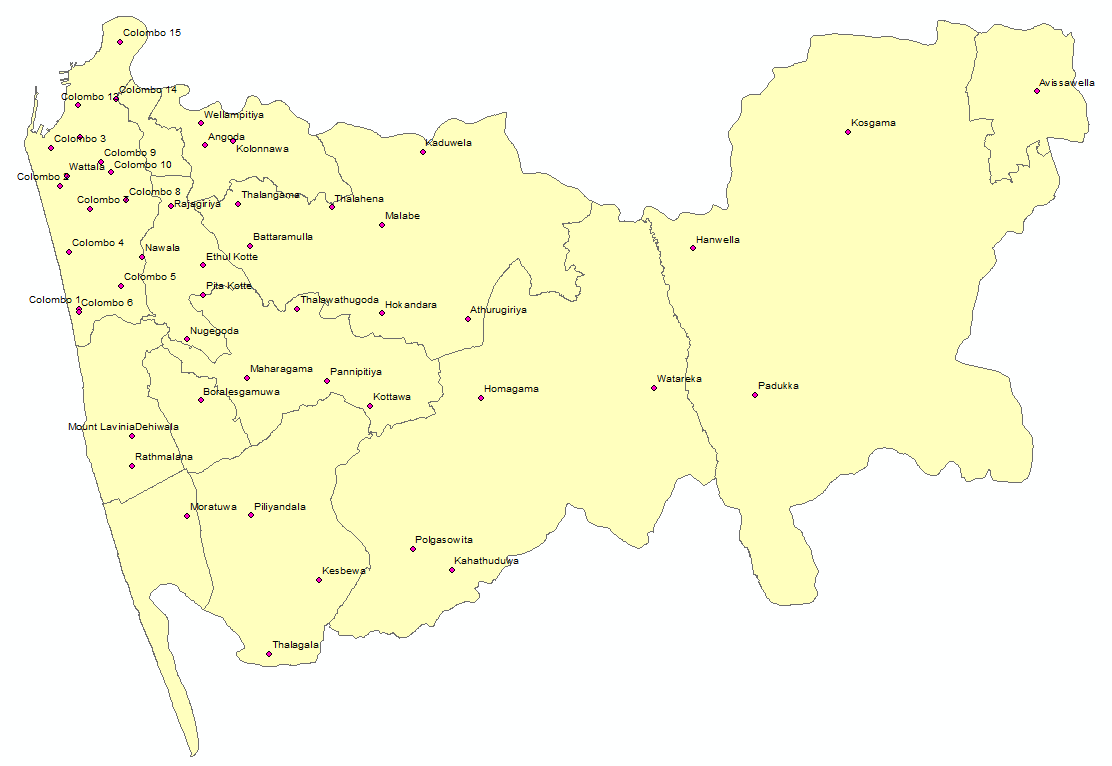 Colombo 15
Avissawella
Colombo 14
Colombo 13
Wellampitiya
Kosgama
Angoda
Colombo 3
Kaduwela
Kolonnawa
Colombo 9
Wattala
Colombo 10
Colombo 2
Colombo 8
Colombo 7
Rajagiriya
Thalangama
Thalahena
Malabe
Battaramulla
Hanwella
Colombo 4
Nawala
Ethul Kotte
Colombo 5
Pita Kotte
Colombo 1
Colombo 6
Thalawathugoda
Hokandara
Athurugiriya
Nugegoda
Maharagama
Pannipitiya
Watareka
Padukka
Homagama
Boralesgamuwa
Kottawa
Mount Lavinia
Dehiwala
Rathmalana
Moratuwa
Piliyandala
Polgasowita
Kahathuduwa
Kesbewa
Thalagala